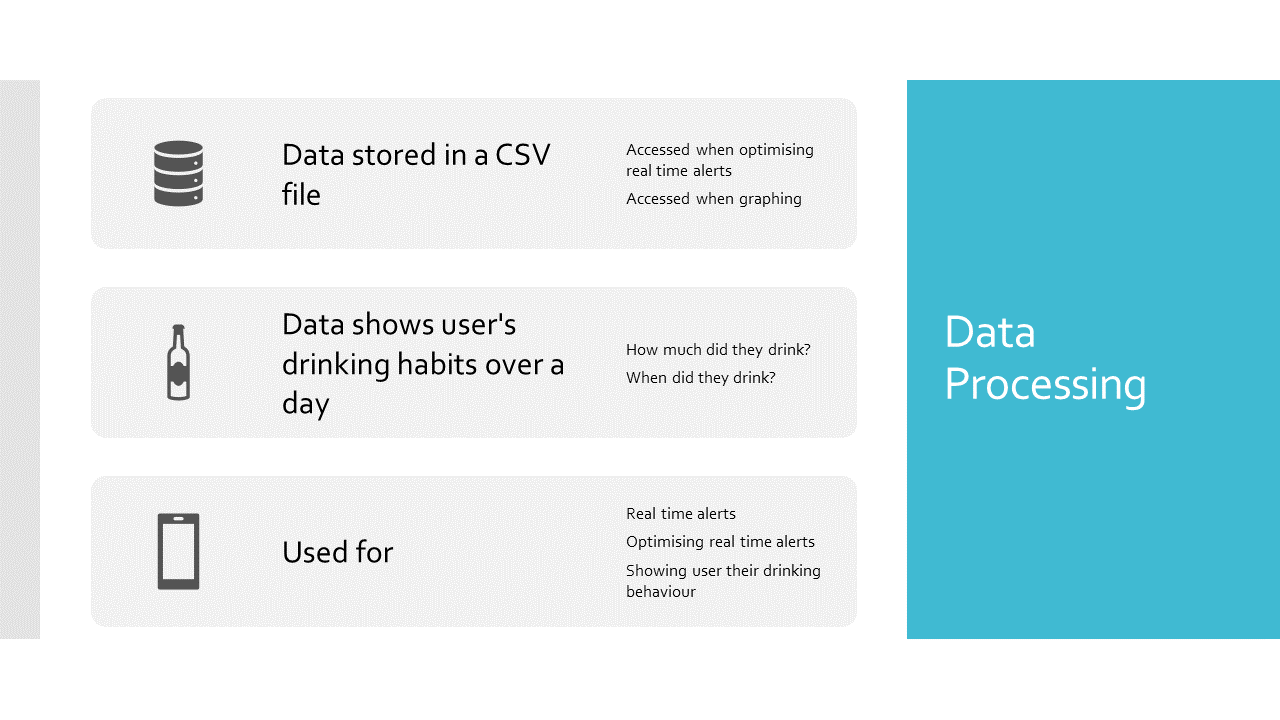 Data stored in a CSV
file
Accessed when optimising
real time alerts
Accessed when graphing
Data shows user's
drinking habits over a
day
How much did they drink?
When did they drink?
Used for
Real time alerts
Optimising real time alerts
Showing user their drinking
behaviour
Data
Processing